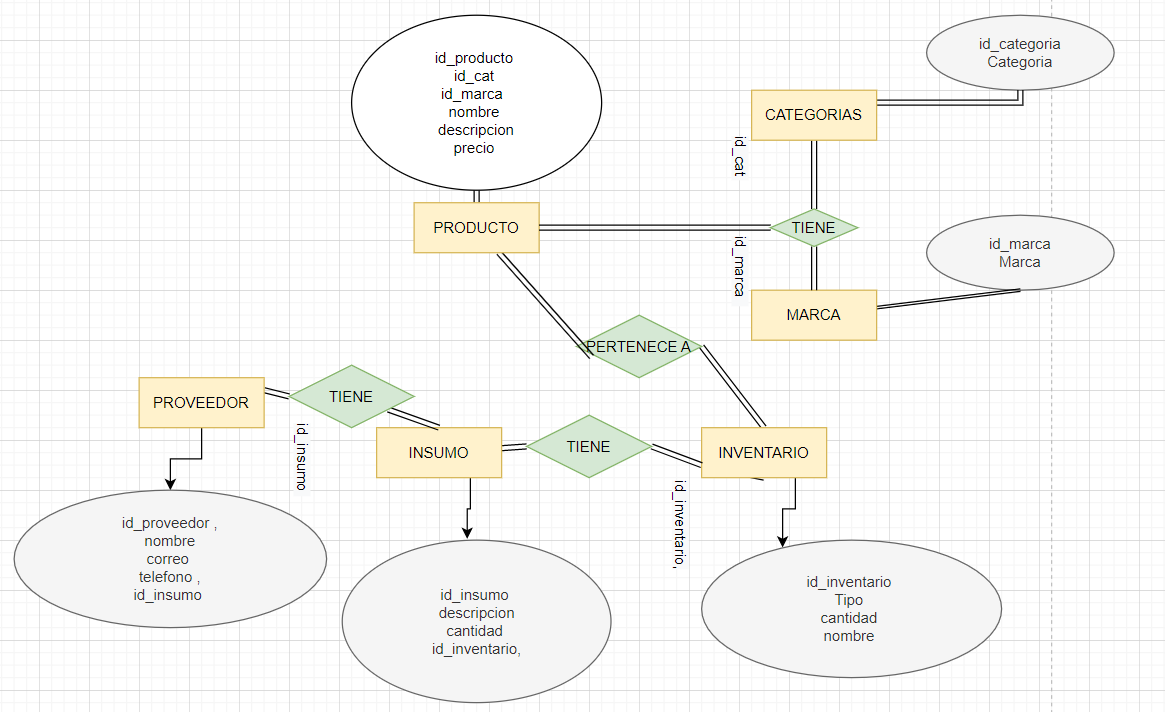 id_producto
id_cat
id_marca
nombre
descripcion
precio
id_categoria
Categoria
CATEGORIAS
id_cat
PRODUCTO
TIENE
id_marca
id_marca
Marca
MARCA
PERTENECE A
PROVEEDOR
TIENE
id_insumo
INSUMO
TIENE
INVENTARIO
id_inventario,
id_proveedor ,
nombre
correo
telefono ,
id_insumo
id_insumo
descripcion
cantidad
id_inventario,
id_inventario
Tipo
cantidad
nombre